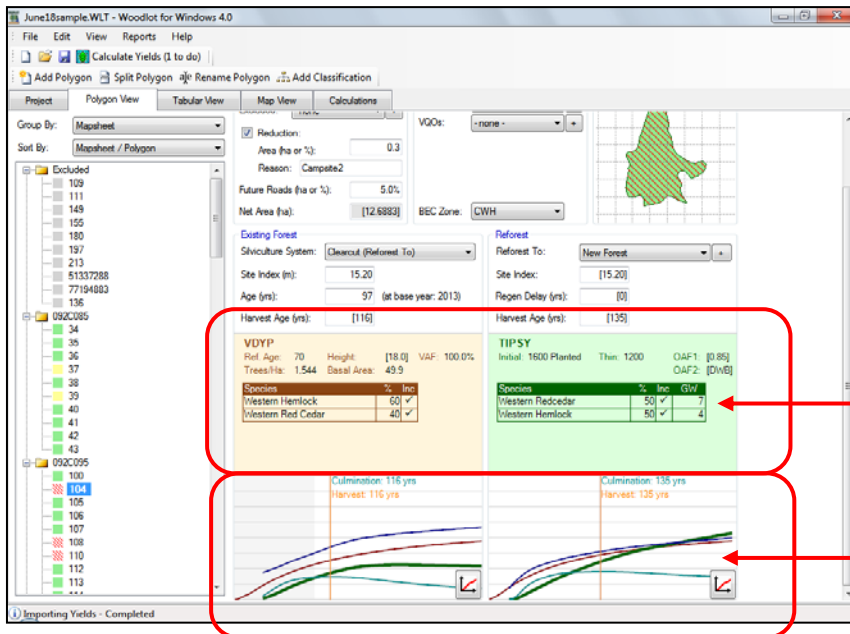 June18sample.WLT - Woodlot for Windows 4.0
File Edit View Reports Help
Calculate Yields (1 to do)
Add Polygon Split Polygon Rename Polygon Add Classification
Project Polygon View Tabular View Map View Calculations
Group By: Mapsheet
Sort By: Mapsheet / Polygon
Excluded
109
111
149
155
180
197
213
51337288
77194883
136
092C085
34
35
36
37
38
39
40
41
42
43
092C095
100
104
105
106
107
108
110
112
113
VQOs: - none - +
Reduction:
Area (ha or %): 0.3
Reason: Campsite2
Future Roads (ha or %): 5.0%
Net Area (ha): [12.6883] BEC Zone: CWH
Existing Forest
Silviculture System: Clearcut (Reforest To)
Site Index (m): 15.20
Age (yrs): 97 (at base year: 2013)
Harvest Age (yrs): [116]
Reforest
Reforest To: New Forest +
Site Index: [15.20]
Regen Delay (yrs): [0]
Harvest Age (yrs): [135]
VDYP
Ref. Age: 70 Height: [18.0] VAF: 100.0%
Trees/Ha: 1,544 Basal Area: 49.9
Species % Inc
Western Hemlock 60 ✓
Western Red Cedar 40 ✓
TIPSY
Initial: 1600 Planted Thin: 1200 OAF1: [0.85]
OAF2: [DWB]
Species % Inc GW
Western Redcedar 50 ✓ 7
Western Hemlock 50 ✓ 4
Culmination: 116 yrs
Harvest: 116 yrs
Culmination: 135 yrs
Harvest: 135 yrs
Importing Yields - Completed